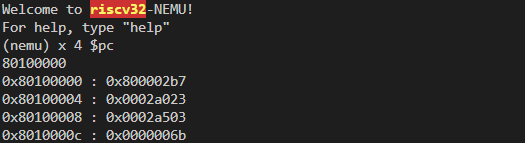 Welcome to riscv32-NEMU!
For help, type "help"
(nemu) x 4 $pc
80100000
0x80100000 : 0x800002b7
0x80100004 : 0x0002a023
0x80100008 : 0x0002a503
0x8010000c : 0x0000006b